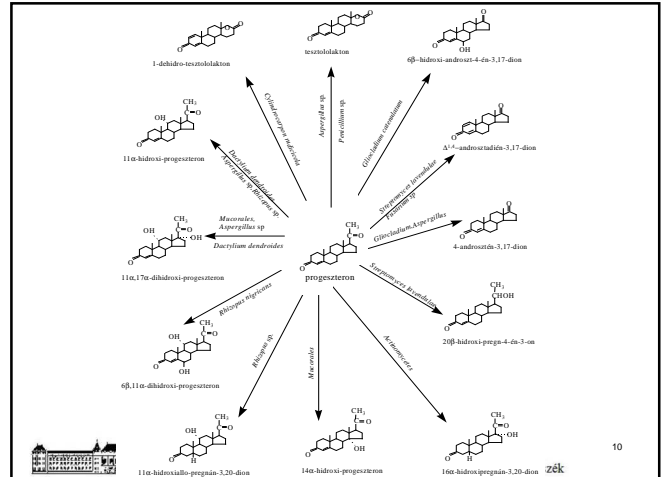 1-dehidro-tesztololakton
tesztololakton
6β-hidroxi-androszt-4-én-3,17-dion
Cylindrocarpon radicicola
Aspergillus sp.
Penicillium sp.
Gliocladium catenulatum
11α-hidroxi-progeszteron
Dactylium dendroides
Aspergillus sp. Rhizopus sp.
Δ1,4-androsztadién-3,17-dion
Streptomyces lavendulae
Fusarium sp
Mucorales,
Aspergillus sp
Dactylium dendroides
11α,17α-dihidroxi-progeszteron
Gliocladium,Aspergillus
4-androsztén-3,17-dion
progeszteron
Streptomyces lavendulae
20β-hidroxi-pregn-4-én-3-on
Rhizopus nigricans
6β,11α-dihidroxi-progeszteron
Rhizopus sp.
Mucorales
Actinomycetes
11α-hidroxiallo-pregnán-3,20-dion
14α-hidroxi-progeszteron
16α-hidroxipregnán-3,20-dion
zék
10